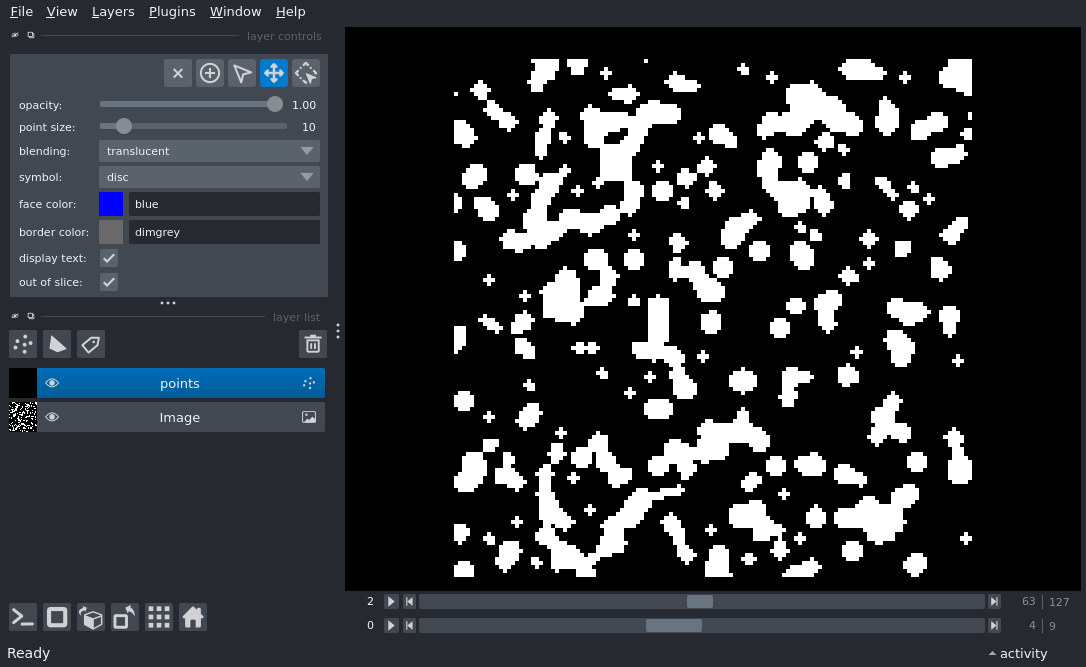 File View Layers Plugins Window Help
layer controls
opacity: 1.00
point size: 10
blending: translucent
symbol: disc
face color: blue
border color: dimgrey
display text:
out of slice:
layer list
points
Image
2 63 127
0 4 9
Ready activity